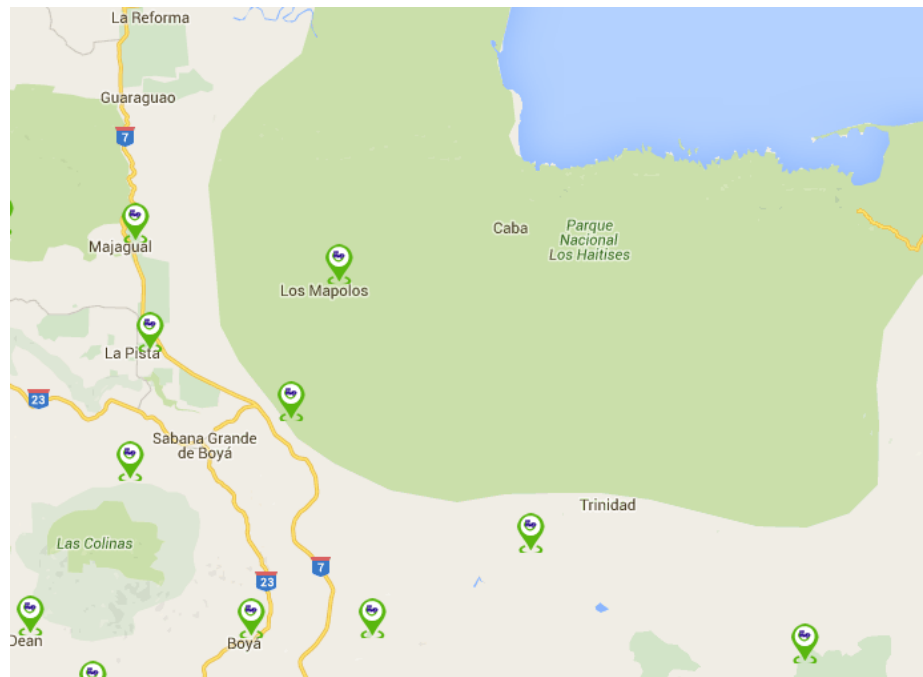 La Reforma
Guaraguao
7
Caba
Parque
Nacional
Los Haitises
Majagual
Los Mapolos
La Pista
23
Sabana Grande
de Boyá
Trinidad
Las Colinas
7
23
Dean
Boyá